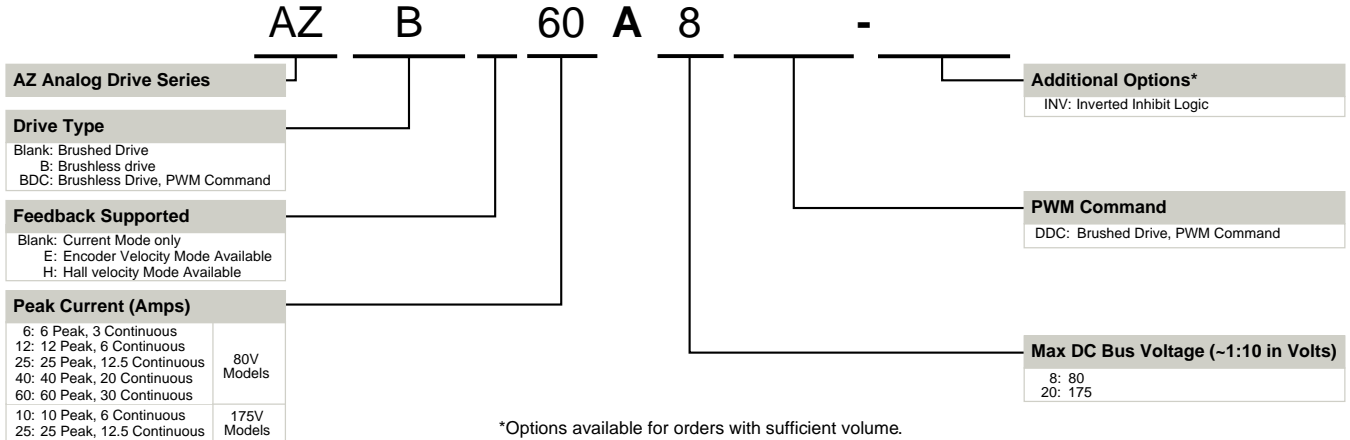 AZ B 60 A 8 -
AZ Analog Drive Series
Drive Type
Blank: Brushed Drive
B: Brushless drive
BDC: Brushless Drive, PWM Command
Feedback Supported
Blank: Current Mode only
E: Encoder Velocity Mode Available
H: Hall velocity Mode Available
Peak Current (Amps)
6: 6 Peak, 3 Continuous
12: 12 Peak, 6 Continuous
25: 25 Peak, 12.5 Continuous
40: 40 Peak, 20 Continuous
60: 60 Peak, 30 Continuous
80V
Models
10: 10 Peak, 6 Continuous
25: 25 Peak, 12.5 Continuous
175V
Models
Additional Options*
INV: Inverted Inhibit Logic
PWM Command
DDC: Brushed Drive, PWM Command
Max DC Bus Voltage (~1:10 in Volts)
8: 80
20: 175
*Options available for orders with sufficient volume.